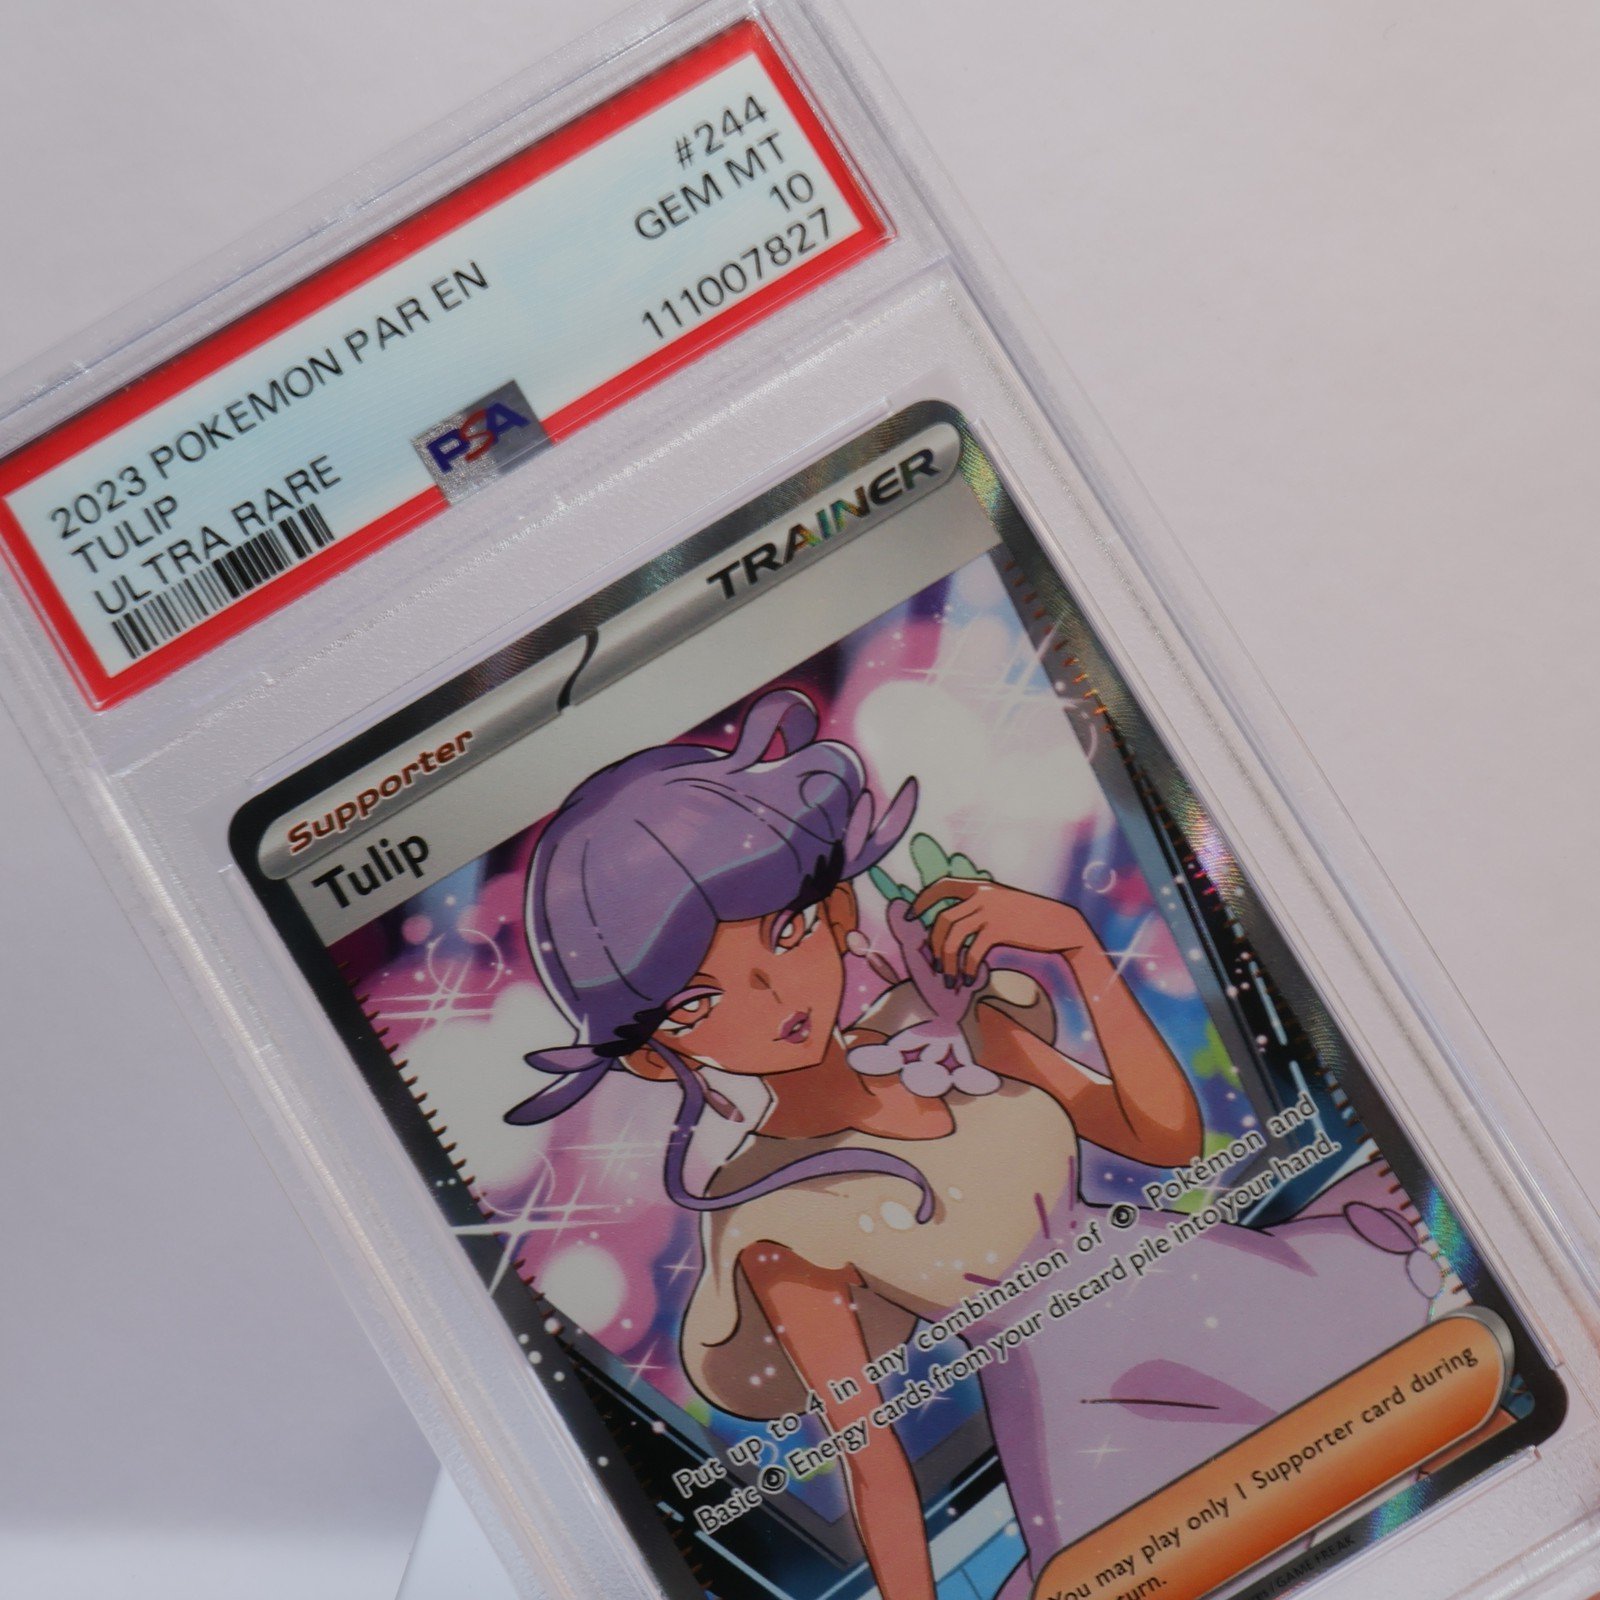 2023 POKEMON PAR EN
#244
TULIP
GEM MT
ULTRA RARE
10
PSA
111007827
Supporter
TRAINER
Tulip
Put up to 4 in any combination of Pokémon and
Basic Energy cards from your discard pile into your hand.
You may play only 1 Supporter card during
turn.
GAME FREAK